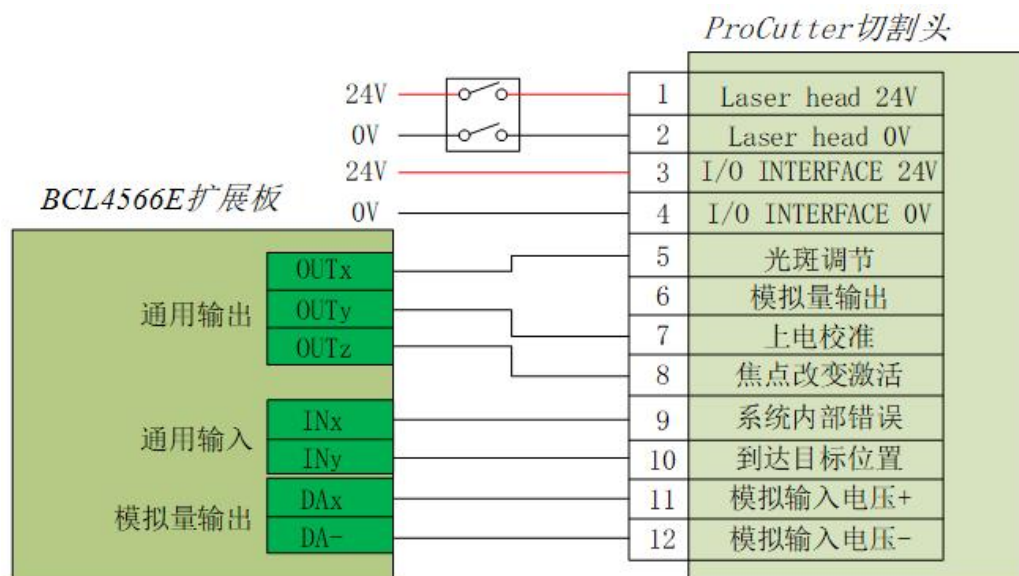 ProCutter切割头
24V 1 Laser head 24V
0V 2 Laser head 0V
24V 3 I/O INTERFACE 24V
BCL4566E扩展板
0V 4 I/O INTERFACE 0V
通用输出
OUTx 5 光斑调节
6 模拟量输出
OUTy 7 上电校准
OUTz 8 焦点改变激活
通用输入
INx 9 系统内部错误
INy 10 到达目标位置
模拟量输出
DAx 11 模拟输入电压+
DA- 12 模拟输入电压-